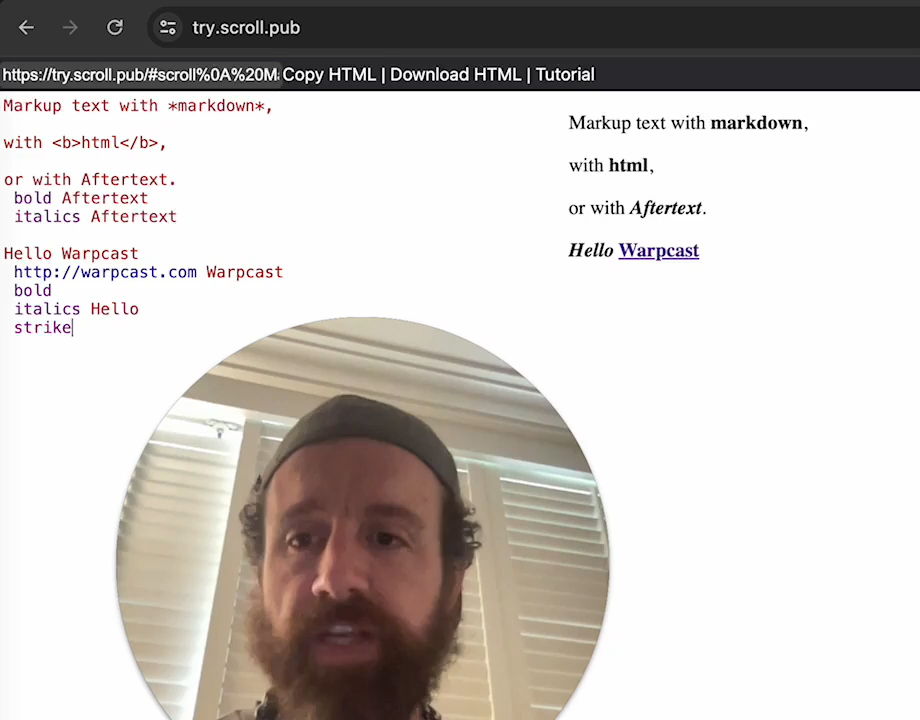 try.scroll.pub
https://try.scroll.pub/#scroll%0A%20M Copy HTML | Download HTML | Tutorial
Markup text with *markdown*,
with <b>html</b>,
or with Aftertext.
bold Aftertext
italics Aftertext
Hello Warpcast
http://warpcast.com Warpcast
bold
italics Hello
strike
Markup text with markdown,
with html,
or with Aftertext.
Hello Warpcast